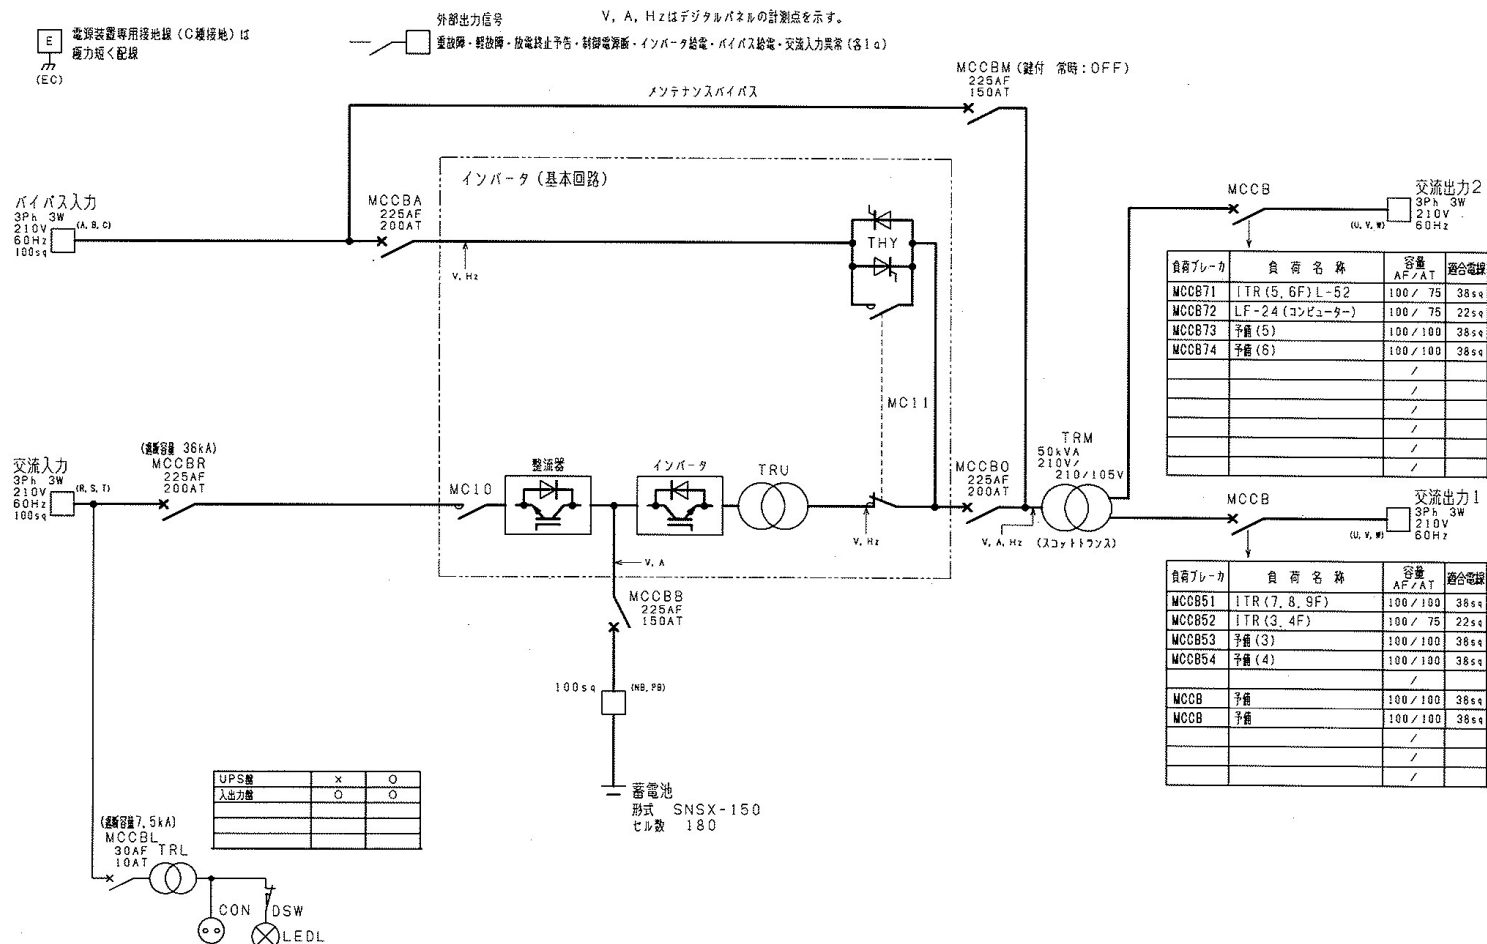 外部出力信号
V, A, Hzはデジタルパネルの計測点を示す。
E
電源装置専用接地線(C種接地)は
極力短く配線
(EC)
重故障・軽故障・放電終止予告・制御電源断・インバータ給電・バイパス給電・交流入力異常(各1a)
MCCBM(鍵付 常時:OFF)
225AF
150AT
メンテナンスバイパス
インバータ(基本回路)
バイパス入力
3Ph 3W
210V
60Hz
100sq
(A, B, C)
MCCBA
225AF
200AT
V, Hz
THY
MC11
MCCB
交流出力2
3Ph 3W
210V
60Hz
(U, V, W)
負荷ブレーカ 負荷名称 容量 AF/AT 適合電線
MCCB71 ITR(5, 6F)L-52 100/ 75 38sq
MCCB72 LF-24(コンピューター) 100/ 75 22sq
MCCB73 予備(5) 100/100 38sq
MCCB74 予備(6) 100/100 38sq
/
/
/
/
/
/
交流入力
3Ph 3W
210V
60Hz
100sq
(R, S, T)
(遮断容量 36kA)
MCCBR
225AF
200AT
MC10
整流器
インバータ
TRU
V, Hz
MCCBO
225AF
200AT
V, A, Hz
TRM
50kVA
210V/
210/105V
(スコットトランス)
MCCB
交流出力1
3Ph 3W
210V
60Hz
(U, V, W)
負荷ブレーカ 負荷名称 容量 AF/AT 適合電線
MCCB51 ITR(7, 8, 9F) 100/100 38sq
MCCB52 ITR(3, 4F) 100/ 75 22sq
MCCB53 予備(3) 100/100 38sq
MCCB54 予備(4) 100/100 38sq
/
MCCB 予備 100/100 38sq
MCCB 予備 100/100 38sq
/
/
/
V, A
MCCBB
225AF
150AT
100sq
(NB, PB)
蓄電池
形式 SNSX-150
セル数 180
UPS盤 × ○
入出力盤 ○ ○
(遮断容量7.5kA)
MCCBL
30AF
10AT
TRL
CON
DSW
LEDL